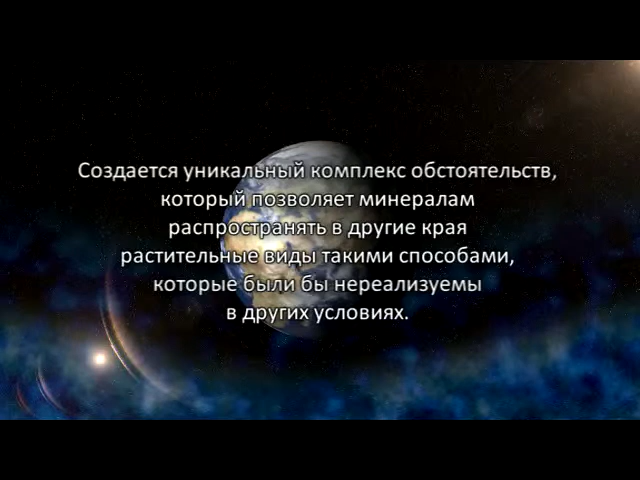 Создается уникальный комплекс обстоятельств,
который позволяет минералам
распространять в другие края
растительные виды такими способами,
которые были бы нереализуемы
в других условиях.